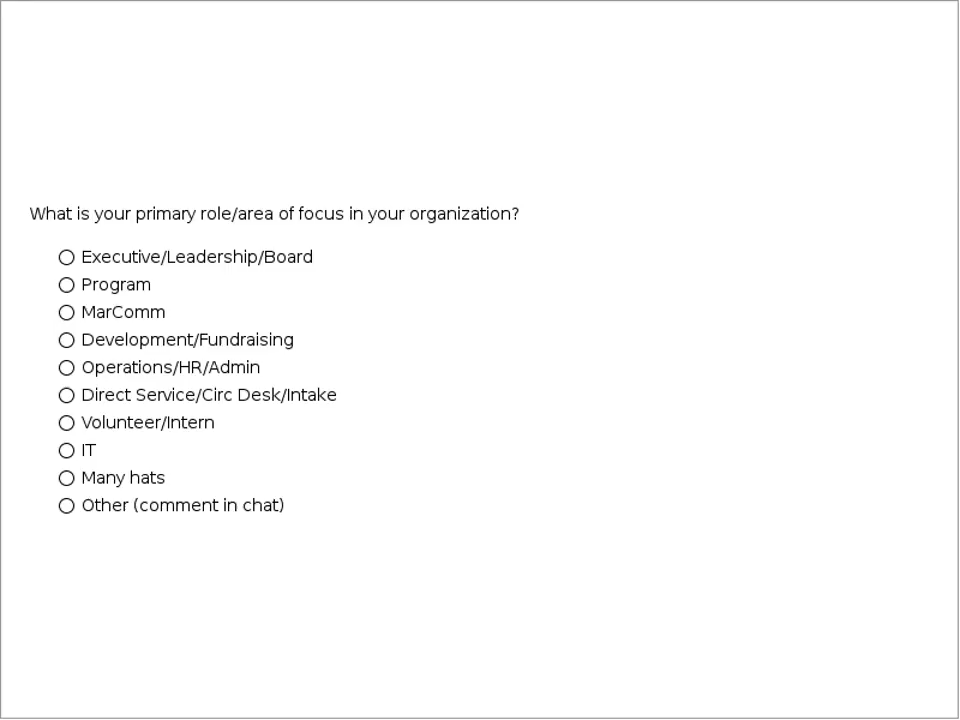 What is your primary role/area of focus in your organization?
Executive/Leadership/Board
Program
MarComm
Development/Fundraising
Operations/HR/Admin
Direct Service/Circ Desk/Intake
Volunteer/Intern
IT
Many hats
Other (comment in chat)